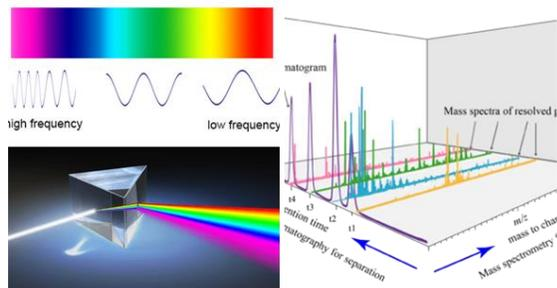 high frequency
low frequency
matogram
Mass spectra of resolved p
t4
t3
t2
t1
ention time
matography for separation
m/z
mass to char
Mass spectrometry